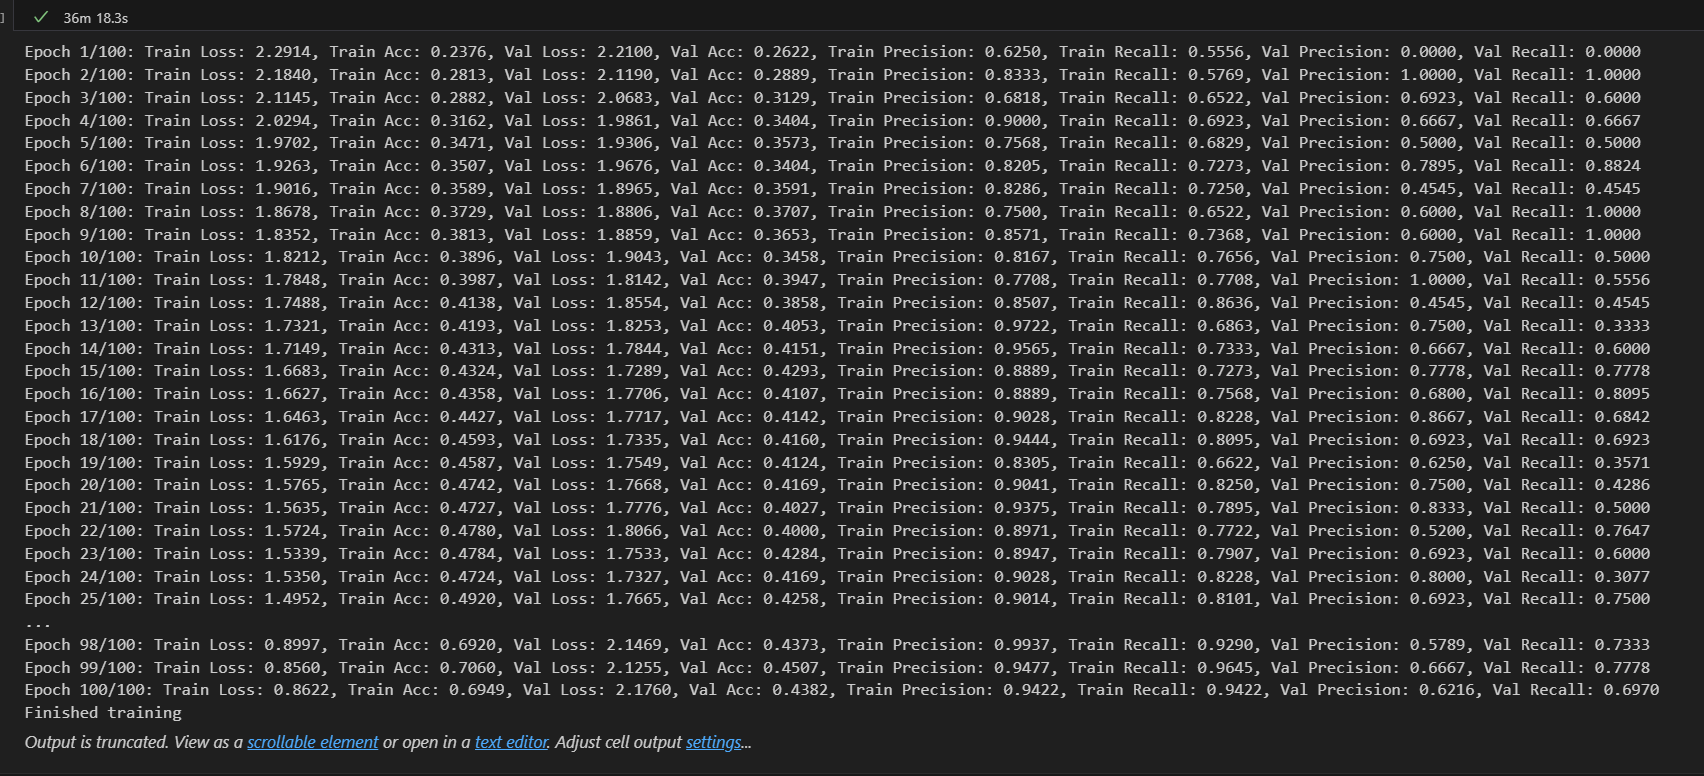 ] ✓ 36m 18.3s
Epoch 1/100: Train Loss: 2.2914, Train Acc: 0.2376, Val Loss: 2.2100, Val Acc: 0.2622, Train Precision: 0.6250, Train Recall: 0.5556, Val Precision: 0.0000, Val Recall: 0.0000
Epoch 2/100: Train Loss: 2.1840, Train Acc: 0.2813, Val Loss: 2.1190, Val Acc: 0.2889, Train Precision: 0.8333, Train Recall: 0.5769, Val Precision: 1.0000, Val Recall: 1.0000
Epoch 3/100: Train Loss: 2.1145, Train Acc: 0.2882, Val Loss: 2.0683, Val Acc: 0.3129, Train Precision: 0.6818, Train Recall: 0.6522, Val Precision: 0.6923, Val Recall: 0.6000
Epoch 4/100: Train Loss: 2.0294, Train Acc: 0.3162, Val Loss: 1.9861, Val Acc: 0.3404, Train Precision: 0.9000, Train Recall: 0.6923, Val Precision: 0.6667, Val Recall: 0.6667
Epoch 5/100: Train Loss: 1.9702, Train Acc: 0.3471, Val Loss: 1.9306, Val Acc: 0.3573, Train Precision: 0.7568, Train Recall: 0.6829, Val Precision: 0.5000, Val Recall: 0.5000
Epoch 6/100: Train Loss: 1.9263, Train Acc: 0.3507, Val Loss: 1.9676, Val Acc: 0.3404, Train Precision: 0.8205, Train Recall: 0.7273, Val Precision: 0.7895, Val Recall: 0.8824
Epoch 7/100: Train Loss: 1.9016, Train Acc: 0.3589, Val Loss: 1.8965, Val Acc: 0.3591, Train Precision: 0.8286, Train Recall: 0.7250, Val Precision: 0.4545, Val Recall: 0.4545
Epoch 8/100: Train Loss: 1.8678, Train Acc: 0.3729, Val Loss: 1.8806, Val Acc: 0.3707, Train Precision: 0.7500, Train Recall: 0.6522, Val Precision: 0.6000, Val Recall: 1.0000
Epoch 9/100: Train Loss: 1.8352, Train Acc: 0.3813, Val Loss: 1.8859, Val Acc: 0.3653, Train Precision: 0.8571, Train Recall: 0.7368, Val Precision: 0.6000, Val Recall: 1.0000
Epoch 10/100: Train Loss: 1.8212, Train Acc: 0.3896, Val Loss: 1.9043, Val Acc: 0.3458, Train Precision: 0.8167, Train Recall: 0.7656, Val Precision: 0.7500, Val Recall: 0.5000
Epoch 11/100: Train Loss: 1.7848, Train Acc: 0.3987, Val Loss: 1.8142, Val Acc: 0.3947, Train Precision: 0.7708, Train Recall: 0.7708, Val Precision: 1.0000, Val Recall: 0.5556
Epoch 12/100: Train Loss: 1.7488, Train Acc: 0.4138, Val Loss: 1.8554, Val Acc: 0.3858, Train Precision: 0.8507, Train Recall: 0.8636, Val Precision: 0.4545, Val Recall: 0.4545
Epoch 13/100: Train Loss: 1.7321, Train Acc: 0.4193, Val Loss: 1.8253, Val Acc: 0.4053, Train Precision: 0.9722, Train Recall: 0.6863, Val Precision: 0.7500, Val Recall: 0.3333
Epoch 14/100: Train Loss: 1.7149, Train Acc: 0.4313, Val Loss: 1.7844, Val Acc: 0.4151, Train Precision: 0.9565, Train Recall: 0.7333, Val Precision: 0.6667, Val Recall: 0.6000
Epoch 15/100: Train Loss: 1.6683, Train Acc: 0.4324, Val Loss: 1.7289, Val Acc: 0.4293, Train Precision: 0.8889, Train Recall: 0.7273, Val Precision: 0.7778, Val Recall: 0.7778
Epoch 16/100: Train Loss: 1.6627, Train Acc: 0.4358, Val Loss: 1.7706, Val Acc: 0.4107, Train Precision: 0.8889, Train Recall: 0.7568, Val Precision: 0.6800, Val Recall: 0.8095
Epoch 17/100: Train Loss: 1.6463, Train Acc: 0.4427, Val Loss: 1.7717, Val Acc: 0.4142, Train Precision: 0.9028, Train Recall: 0.8228, Val Precision: 0.8667, Val Recall: 0.6842
Epoch 18/100: Train Loss: 1.6176, Train Acc: 0.4593, Val Loss: 1.7335, Val Acc: 0.4160, Train Precision: 0.9444, Train Recall: 0.8095, Val Precision: 0.6923, Val Recall: 0.6923
Epoch 19/100: Train Loss: 1.5929, Train Acc: 0.4587, Val Loss: 1.7549, Val Acc: 0.4124, Train Precision: 0.8305, Train Recall: 0.6622, Val Precision: 0.6250, Val Recall: 0.3571
Epoch 20/100: Train Loss: 1.5765, Train Acc: 0.4742, Val Loss: 1.7668, Val Acc: 0.4169, Train Precision: 0.9041, Train Recall: 0.8250, Val Precision: 0.7500, Val Recall: 0.4286
Epoch 21/100: Train Loss: 1.5635, Train Acc: 0.4727, Val Loss: 1.7776, Val Acc: 0.4027, Train Precision: 0.9375, Train Recall: 0.7895, Val Precision: 0.8333, Val Recall: 0.5000
Epoch 22/100: Train Loss: 1.5724, Train Acc: 0.4780, Val Loss: 1.8066, Val Acc: 0.4000, Train Precision: 0.8971, Train Recall: 0.7722, Val Precision: 0.5200, Val Recall: 0.7647
Epoch 23/100: Train Loss: 1.5339, Train Acc: 0.4784, Val Loss: 1.7533, Val Acc: 0.4284, Train Precision: 0.8947, Train Recall: 0.7907, Val Precision: 0.6923, Val Recall: 0.6000
Epoch 24/100: Train Loss: 1.5350, Train Acc: 0.4724, Val Loss: 1.7327, Val Acc: 0.4169, Train Precision: 0.9028, Train Recall: 0.8228, Val Precision: 0.8000, Val Recall: 0.3077
Epoch 25/100: Train Loss: 1.4952, Train Acc: 0.4920, Val Loss: 1.7665, Val Acc: 0.4258, Train Precision: 0.9014, Train Recall: 0.8101, Val Precision: 0.6923, Val Recall: 0.7500
...
Epoch 98/100: Train Loss: 0.8997, Train Acc: 0.6920, Val Loss: 2.1469, Val Acc: 0.4373, Train Precision: 0.9937, Train Recall: 0.9290, Val Precision: 0.5789, Val Recall: 0.7333
Epoch 99/100: Train Loss: 0.8560, Train Acc: 0.7060, Val Loss: 2.1255, Val Acc: 0.4507, Train Precision: 0.9477, Train Recall: 0.9645, Val Precision: 0.6667, Val Recall: 0.7778
Epoch 100/100: Train Loss: 0.8622, Train Acc: 0.6949, Val Loss: 2.1760, Val Acc: 0.4382, Train Precision: 0.9422, Train Recall: 0.9422, Val Precision: 0.6216, Val Recall: 0.6970
Finished training
Output is truncated. View as a scrollable element or open in a text editor. Adjust cell output settings...